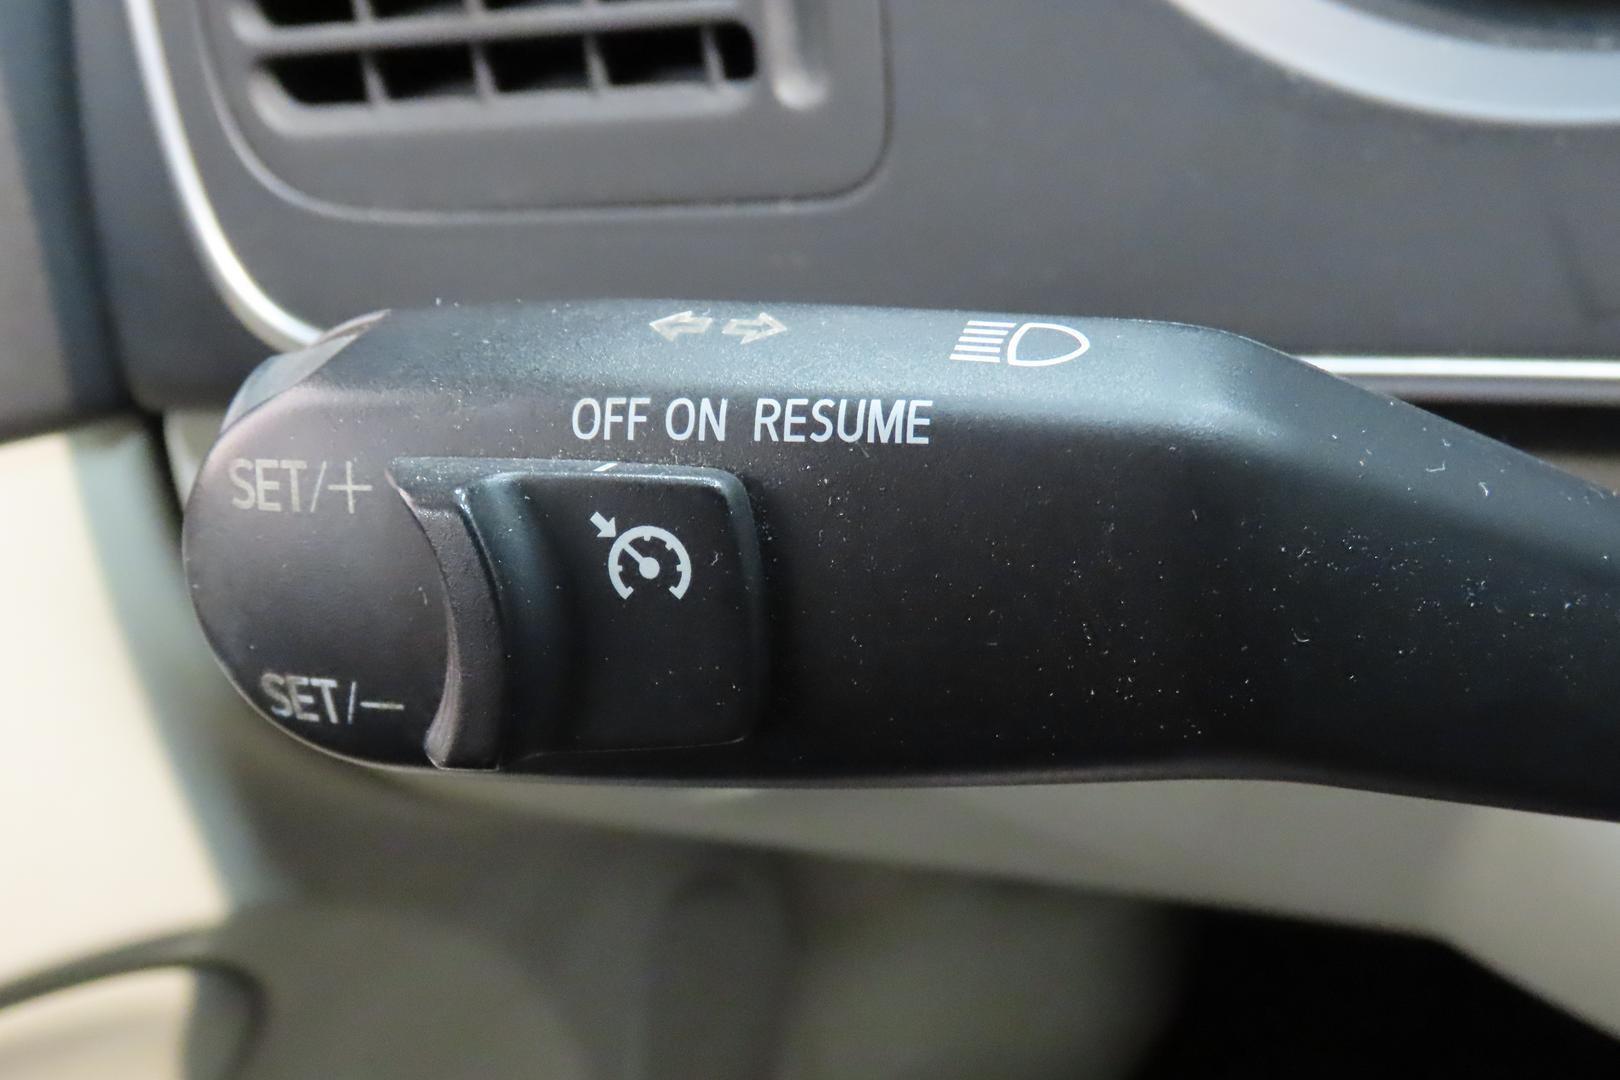 OFF ON RESUME
SET/+
SET/-